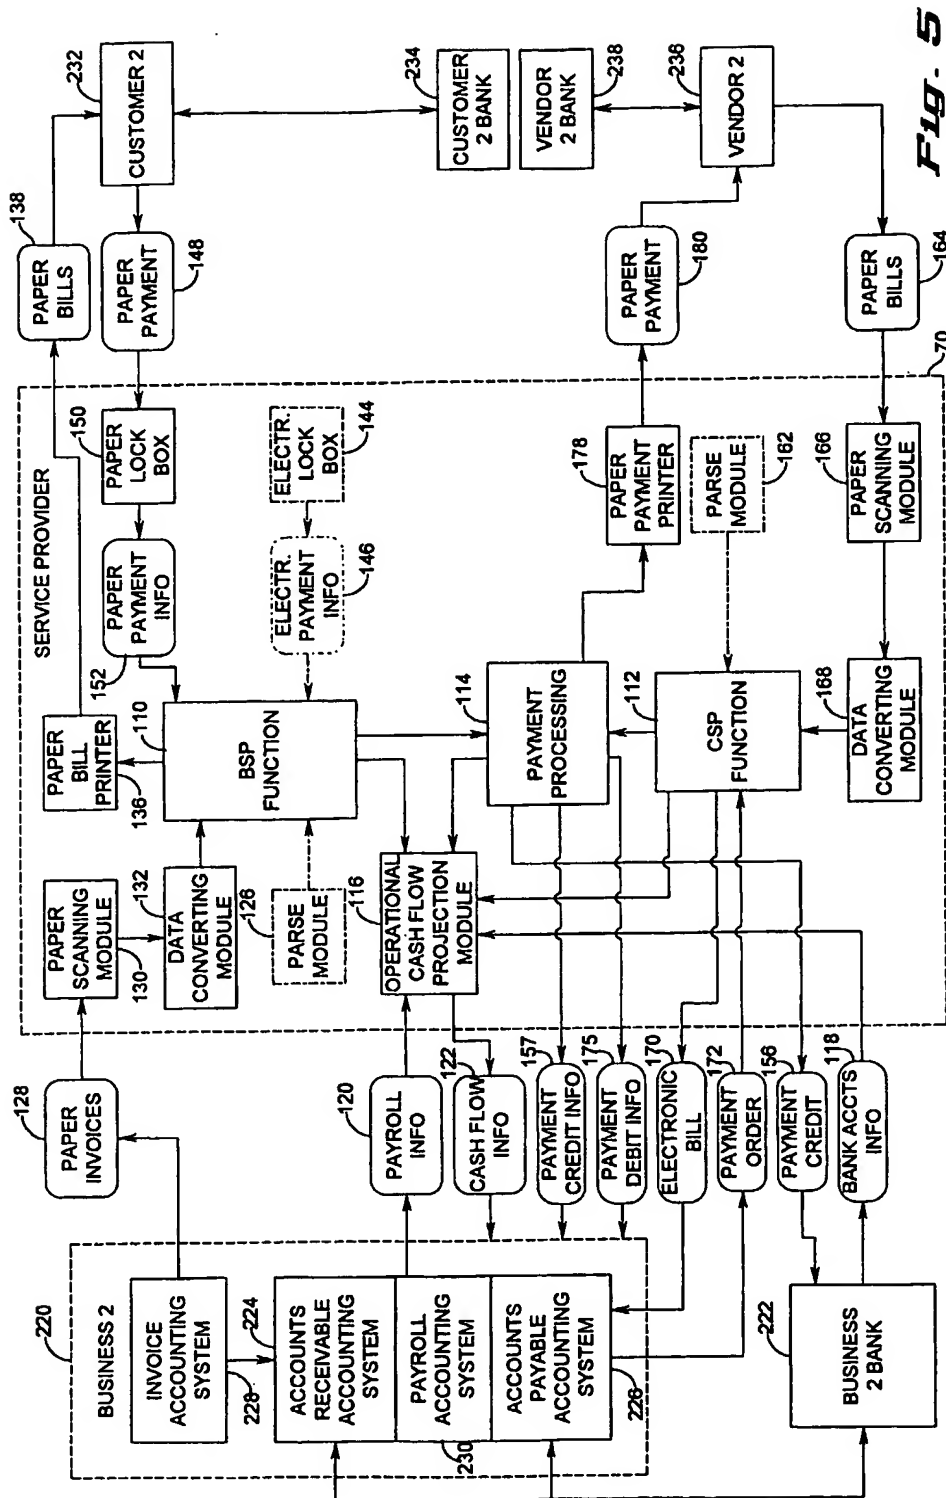 BUSINESS 2
220
INVOICE
ACCOUNTING
SYSTEM
228
ACCOUNTS
RECEIVABLE
ACCOUNTING
SYSTEM
224
PAYROLL
ACCOUNTING
SYSTEM
230
ACCOUNTS
PAYABLE
ACCOUNTING
SYSTEM
226
BUSINESS
2 BANK
222
PAPER
INVOICES
128
PAYROLL
INFO
120
CASH FLOW
INFO
122
PAYMENT
CREDIT INFO
157
PAYMENT
DEBIT INFO
175
ELECTRONIC
BILL
170
PAYMENT
ORDER
172
PAYMENT
CREDIT
156
BANK ACCTS
INFO
118
SERVICE PROVIDER
70
PAPER
SCANNING
MODULE
130
DATA
CONVERTING
MODULE
132
PARSE MODULE
126
OPERATIONAL
CASH FLOW
PROJECTION
MODULE
116
PAPER
BILL
PRINTER
136
BSP
FUNCTION
110
PAYMENT
PROCESSING
114
CSP
FUNCTION
112
DATA
CONVERTING
MODULE
168
PAPER
PAYMENT
INFO
152
ELECTR.
PAYMENT
INFO
146
PAPER
LOCK
BOX
150
ELECTR.
LOCK
BOX
144
PAPER
PAYMENT
PRINTER
178
PARSE
MODULE
162
PAPER
SCANNING
MODULE
166
PAPER
BILLS
138
PAPER
PAYMENT
148
PAPER
PAYMENT
180
PAPER
BILLS
164
CUSTOMER 2
232
CUSTOMER
2 BANK
234
VENDOR
2 BANK
238
VENDOR 2
236
Fig. 5